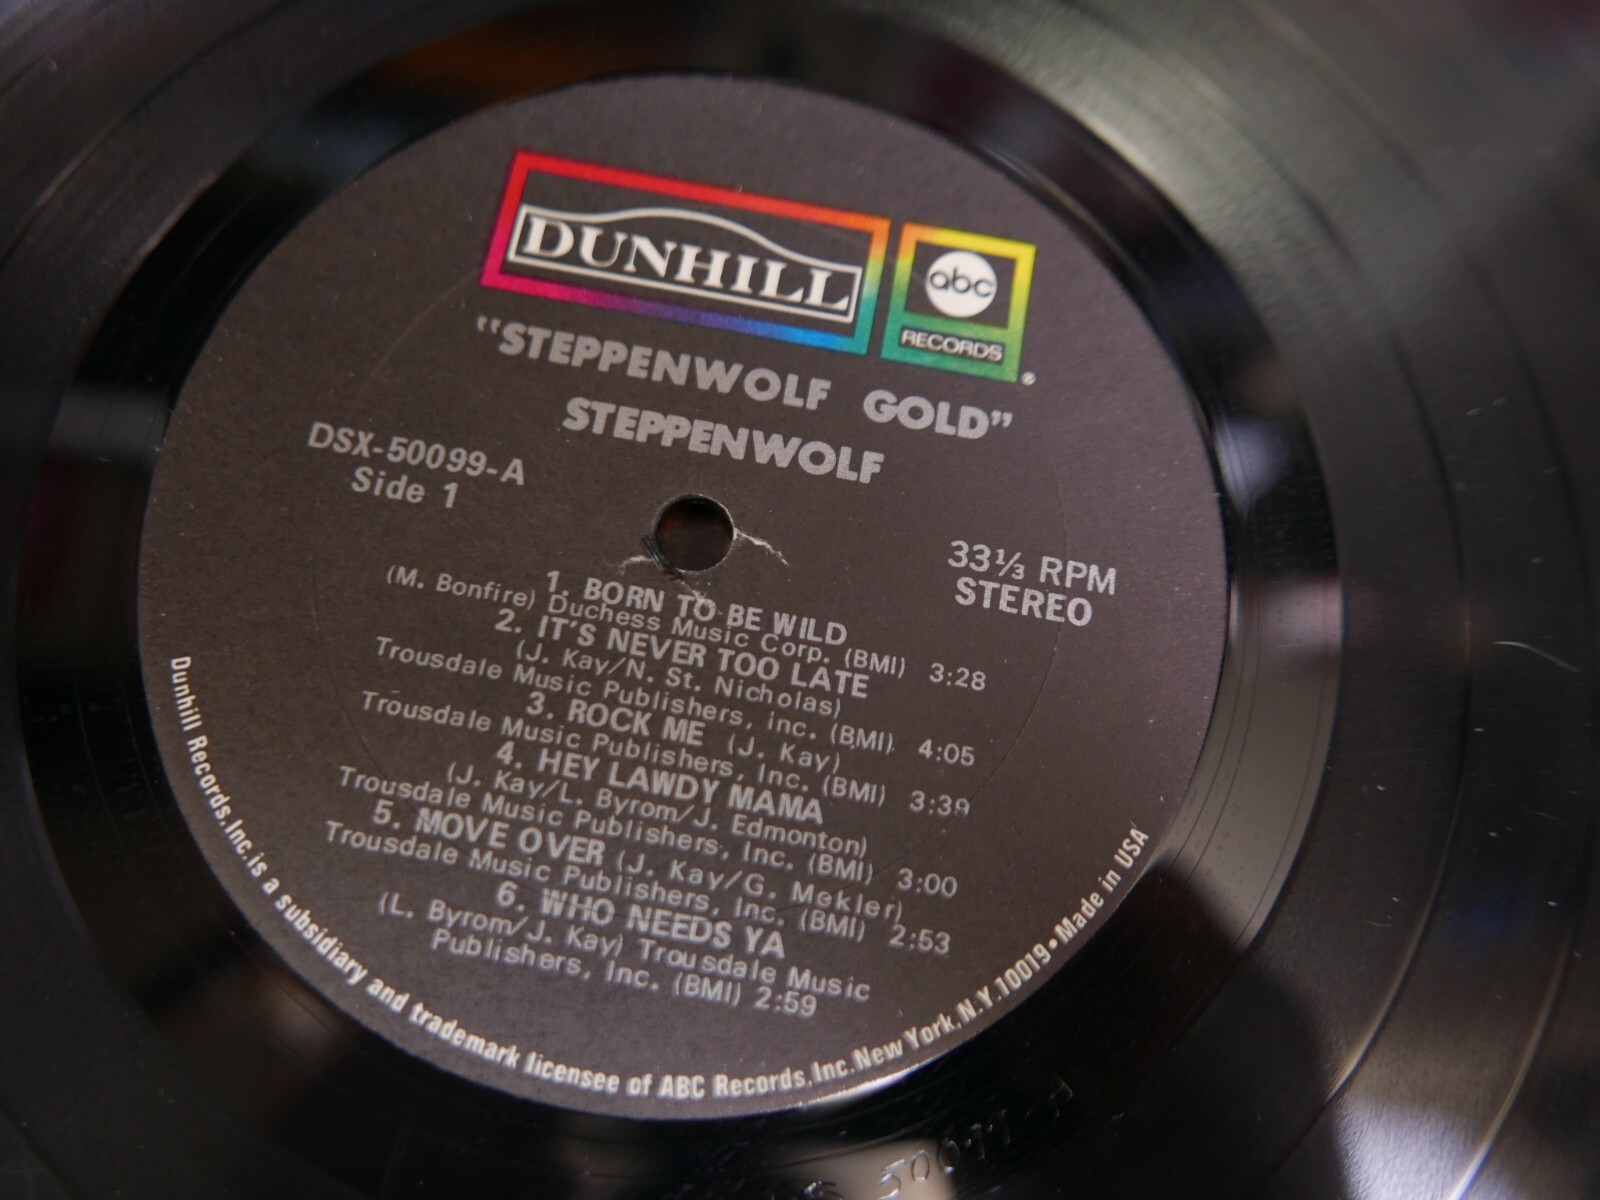 DUNHILL
abc
RECORDS
®
"STEPPENWOLF GOLD"
STEPPENWOLF
DSX-50099-A
Side 1
33⅓ RPM
STEREO
1. BORN TO BE WILD
(M. Bonfire) Duchess Music Corp. (BMI) 3:28
2. IT'S NEVER TOO LATE
(J. Kay/N. St. Nicholas)
Trousdale Music Publishers, inc. (BMI) 4:05
3. ROCK ME (J. Kay)
Trousdale Music Publishers, Inc. (BMI) 3:39
4. HEY LAWDY MAMA
(J. Kay/L. Byrom/J. Edmonton)
Trousdale Music Publishers, Inc. (BMI) 3:00
5. MOVE OVER (J. Kay/G. Mekler)
Trousdale Music Publishers, Inc. (BMI) 2:53
6. WHO NEEDS YA
(L. Byrom/J. Kay) Trousdale Music
Publishers, Inc. (BMI) 2:59
Dunhill Records, Inc. is a subsidiary and trademark licensee of ABC Records, Inc. New York, N.Y. 10019 • Made in USA